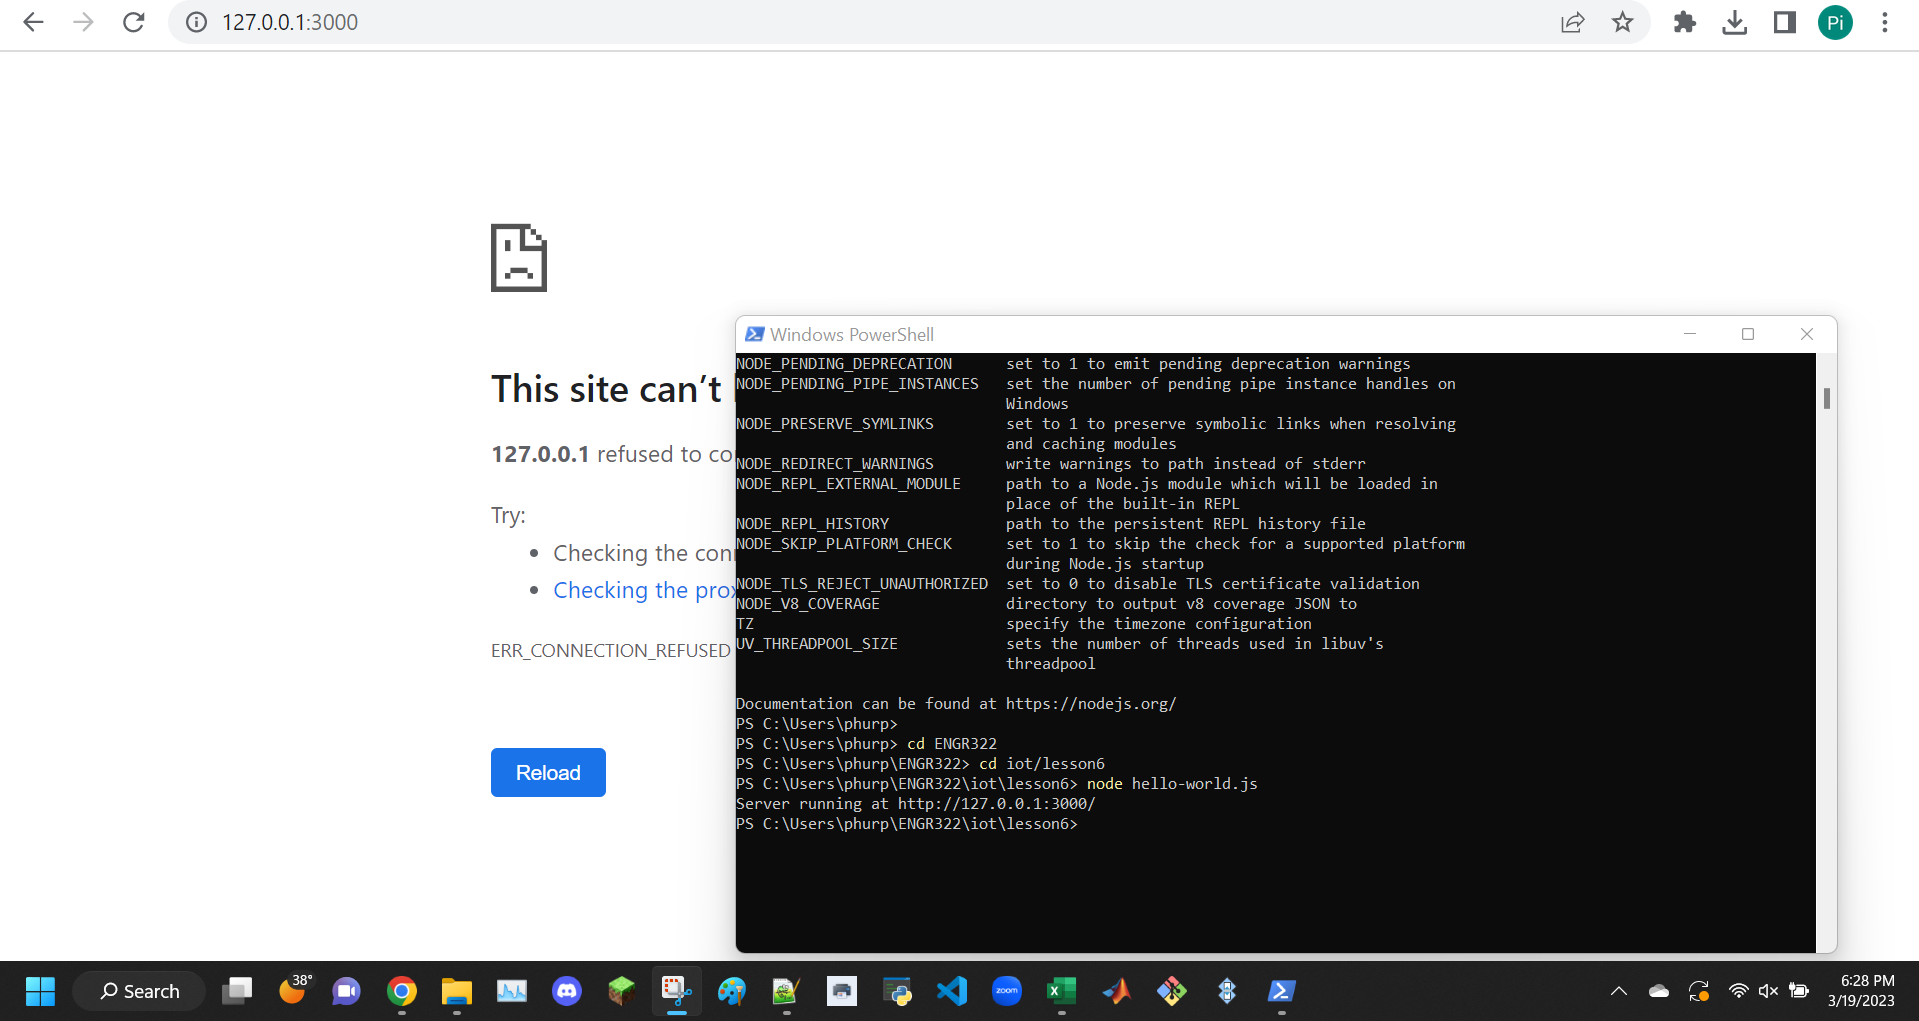 127.0.0.1:3000
Pi
This site can't
127.0.0.1 refused to co
Try:
Checking the con
Checking the prox
ERR_CONNECTION_REFUSED
Reload
Windows PowerShell
NODE_PENDING_DEPRECATION set to 1 to emit pending deprecation warnings
NODE_PENDING_PIPE_INSTANCES set the number of pending pipe instance handles on
Windows
NODE_PRESERVE_SYMLINKS set to 1 to preserve symbolic links when resolving
and caching modules
NODE_REDIRECT_WARNINGS write warnings to path instead of stderr
NODE_REPL_EXTERNAL_MODULE path to a Node.js module which will be loaded in
place of the built-in REPL
NODE_REPL_HISTORY path to the persistent REPL history file
NODE_SKIP_PLATFORM_CHECK set to 1 to skip the check for a supported platform
during Node.js startup
NODE_TLS_REJECT_UNAUTHORIZED set to 0 to disable TLS certificate validation
NODE_V8_COVERAGE directory to output v8 coverage JSON to
TZ specify the timezone configuration
UV_THREADPOOL_SIZE sets the number of threads used in libuv's
threadpool
Documentation can be found at https://nodejs.org/
PS C:\Users\phurp>
PS C:\Users\phurp> cd ENGR322
PS C:\Users\phurp\ENGR322> cd iot/lesson6
PS C:\Users\phurp\ENGR322\iot\lesson6> node hello-world.js
Server running at http://127.0.0.1:3000/
PS C:\Users\phurp\ENGR322\iot\lesson6>
Search
38°
zoom
6:28 PM
3/19/2023